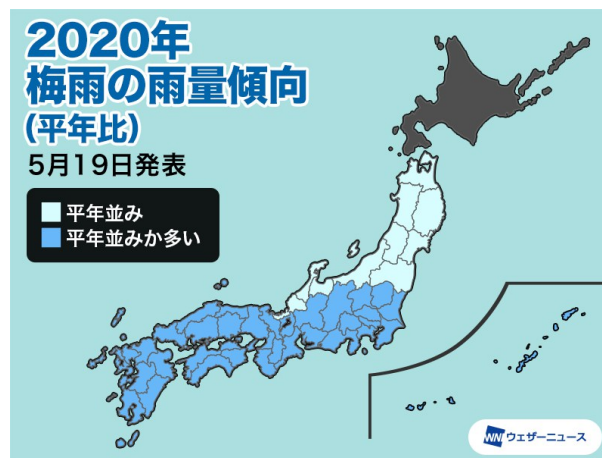 2020年
梅雨の雨量傾向
(平年比)
5月19日発表
平年並み
平年並みか多い
WN ウェザーニュース